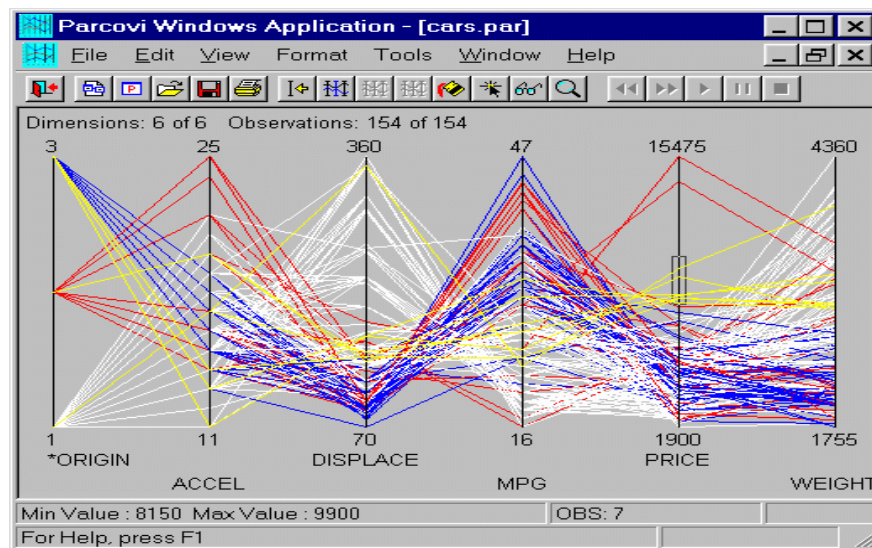 Parcovi Windows Application - [cars.par]
File Edit View Format Tools Window Help
Dimensions: 6 of 6 Observations: 154 of 154
3 25 360 47 15475 4360
1 11 70 16 1900 1755
*ORIGIN DISPLACE PRICE
ACCEL MPG WEIGHT
Min Value : 8150 Max Value : 9900 OBS: 7
For Help, press F1